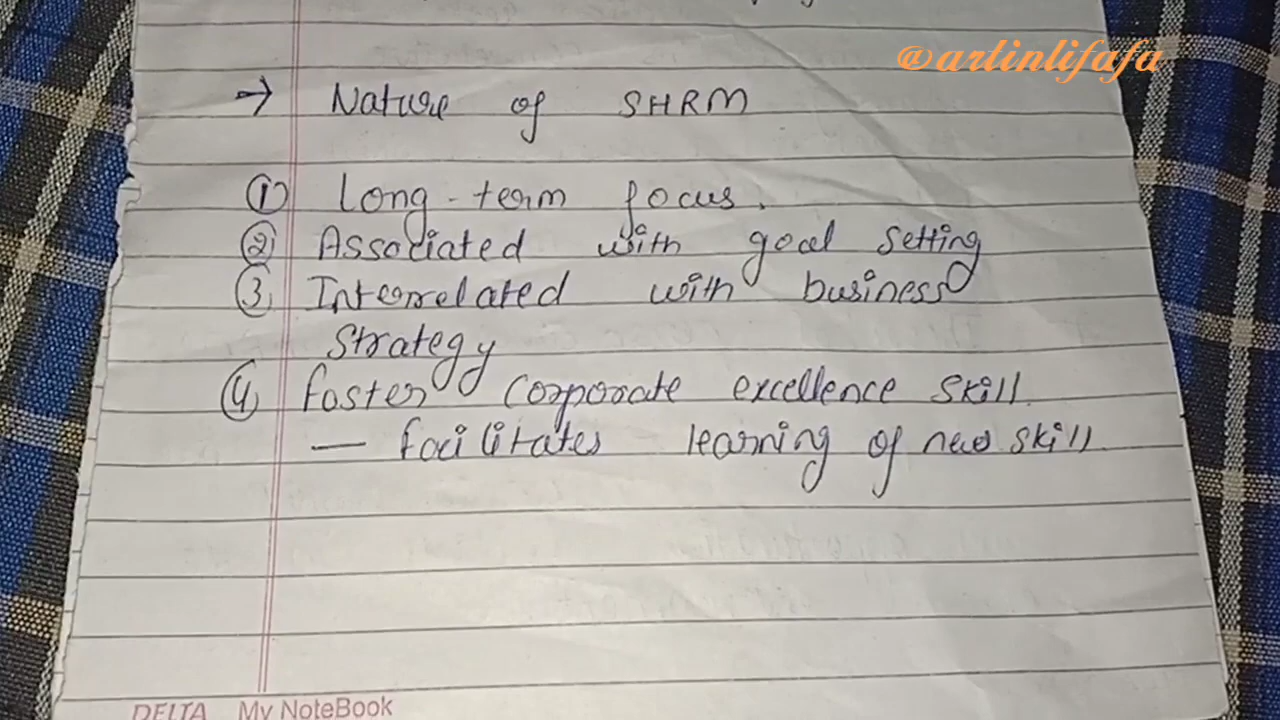 @artinlifafa
→ Nature of SHRM
① Long-term focus.
② Associated with goal setting
③ Interrelated with business
Strategy
④ foster corporate excellence skill.
— facilitates learning of new skill.
DELTA My NoteBook